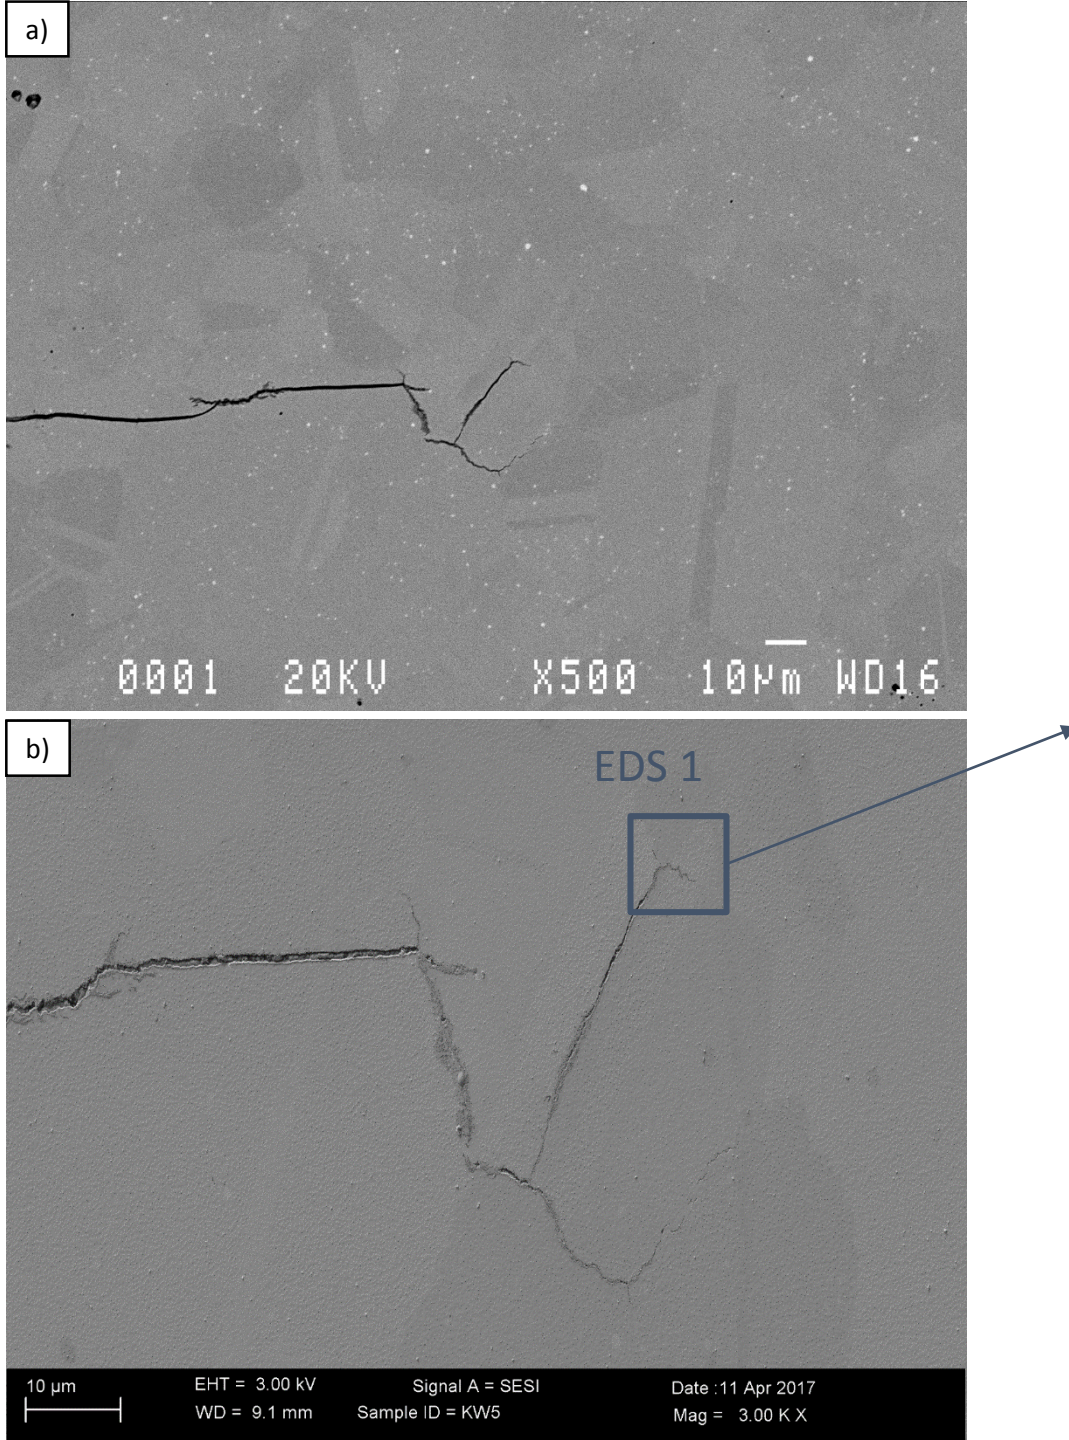 a)
0001 20KV X500 10µm WD16
b)
EDS 1
10 µm
EHT = 3.00 kV
Signal A = SESI
Date :11 Apr 2017
WD = 9.1 mm
Sample ID = KW5
Mag = 3.00 K X